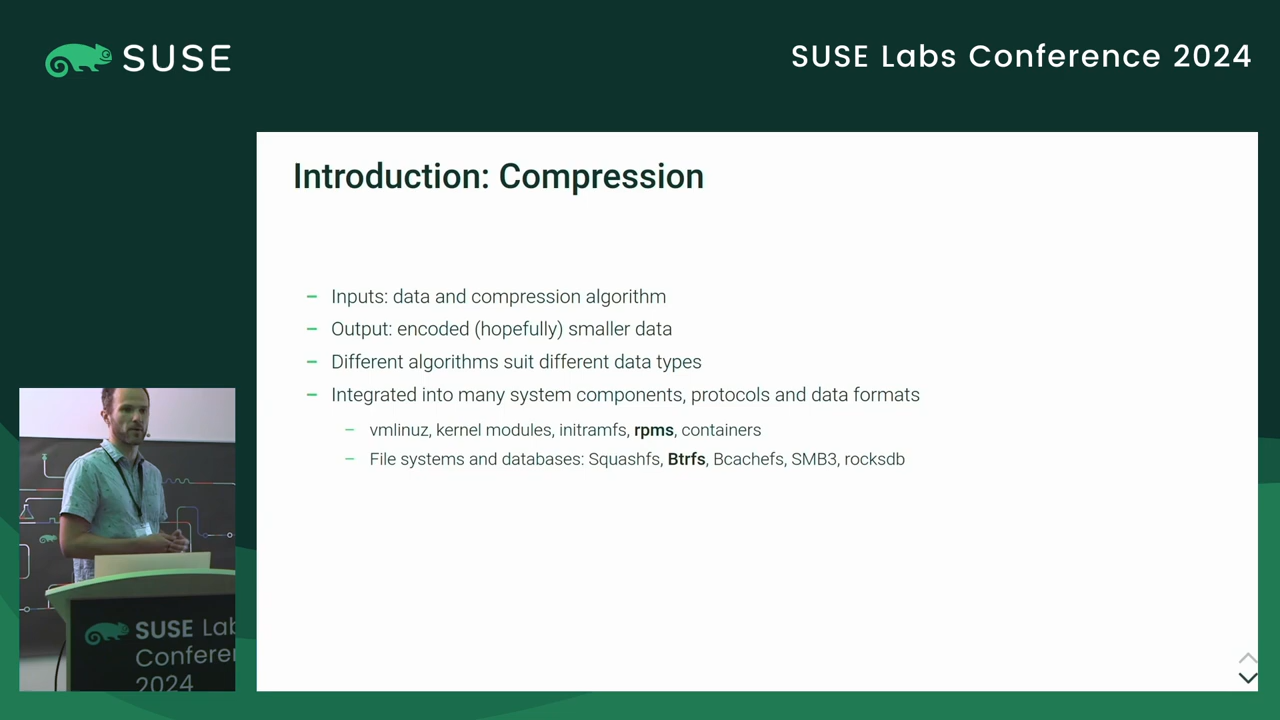 SUSE
SUSE Labs Conference 2024
Introduction: Compression
– Inputs: data and compression algorithm
– Output: encoded (hopefully) smaller data
– Different algorithms suit different data types
– Integrated into many system components, protocols and data formats
– vmlinuz, kernel modules, initramfs, rpms, containers
– File systems and databases: Squashfs, Btrfs, Bcachefs, SMB3, rocksdb
SUSE Lab
Conferen
2024